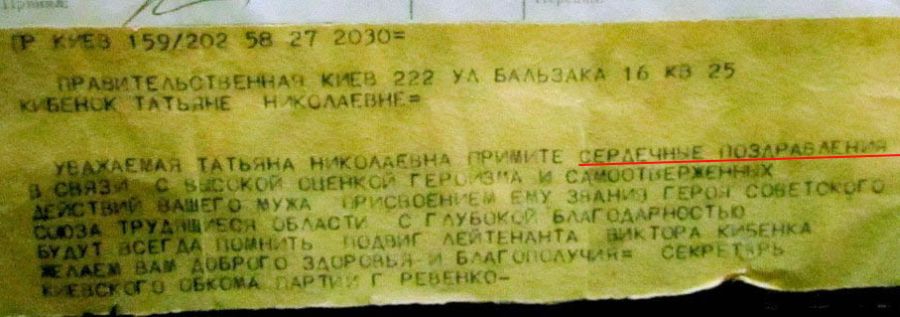 ПР КИЕВ 159/202 58 27 2030=
ПРАВИТЕЛЬСТВЕННАЯ КИЕВ 222 УЛ БАЛЬЗАКА 16 КВ 25
КИБЕНОК ТАТЬЯНЕ НИКОЛАЕВНЕ=
УВАЖАЕМАЯ ТАТЬЯНА НИКОЛАЕВНА ПРИМИТЕ СЕРДЕЧНЫЕ ПОЗДРАВЛЕНИЯ
В СВЯЗИ С ВЫСОКОЙ ОЦЕНКОЙ ГЕРОИЗМА И САМООТВЕРЖЕННЫХ
ДЕЙСТВИЙ ВАШЕГО МУЖА ПРИСВОЕНИЕМ ЕМУ ЗВАНИЯ ГЕРОЯ СОВЕТСКОГО
СОЮЗА ТРУДЯЩИЕСЯ ОБЛАСТИ С ГЛУБОКОЙ БЛАГОДАРНОСТЬЮ
БУДУТ ВСЕГДА ПОМНИТЬ ПОДВИГ ЛЕЙТЕНАНТА ВИКТОРА КИБЕНКА
ЖЕЛАЕМ ВАМ ДОБРОГО ЗДОРОВЬЯ И БЛАГОПОЛУЧИЯ= СЕКРЕТАРЬ
КИЕВСКОГО ОБКОМА ПАРТИИ Г РЕВЕНКО-